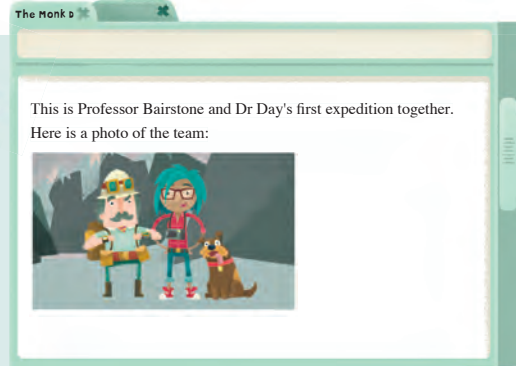 The Monk D
This is Professor Bairstone and Dr Day's first expedition together.
Here is a photo of the team: